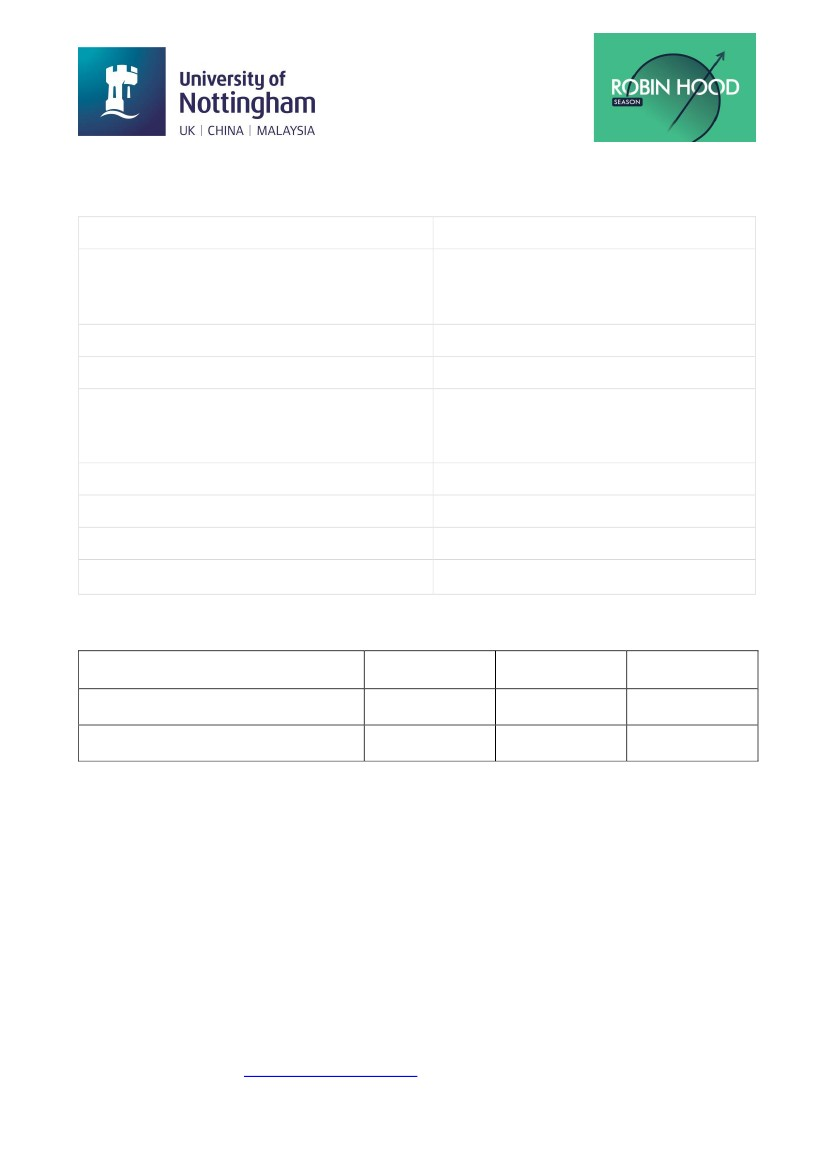 University of
Nottingham
UK | CHINA | MALAYSIA
ROBIN HOOD
SEASON